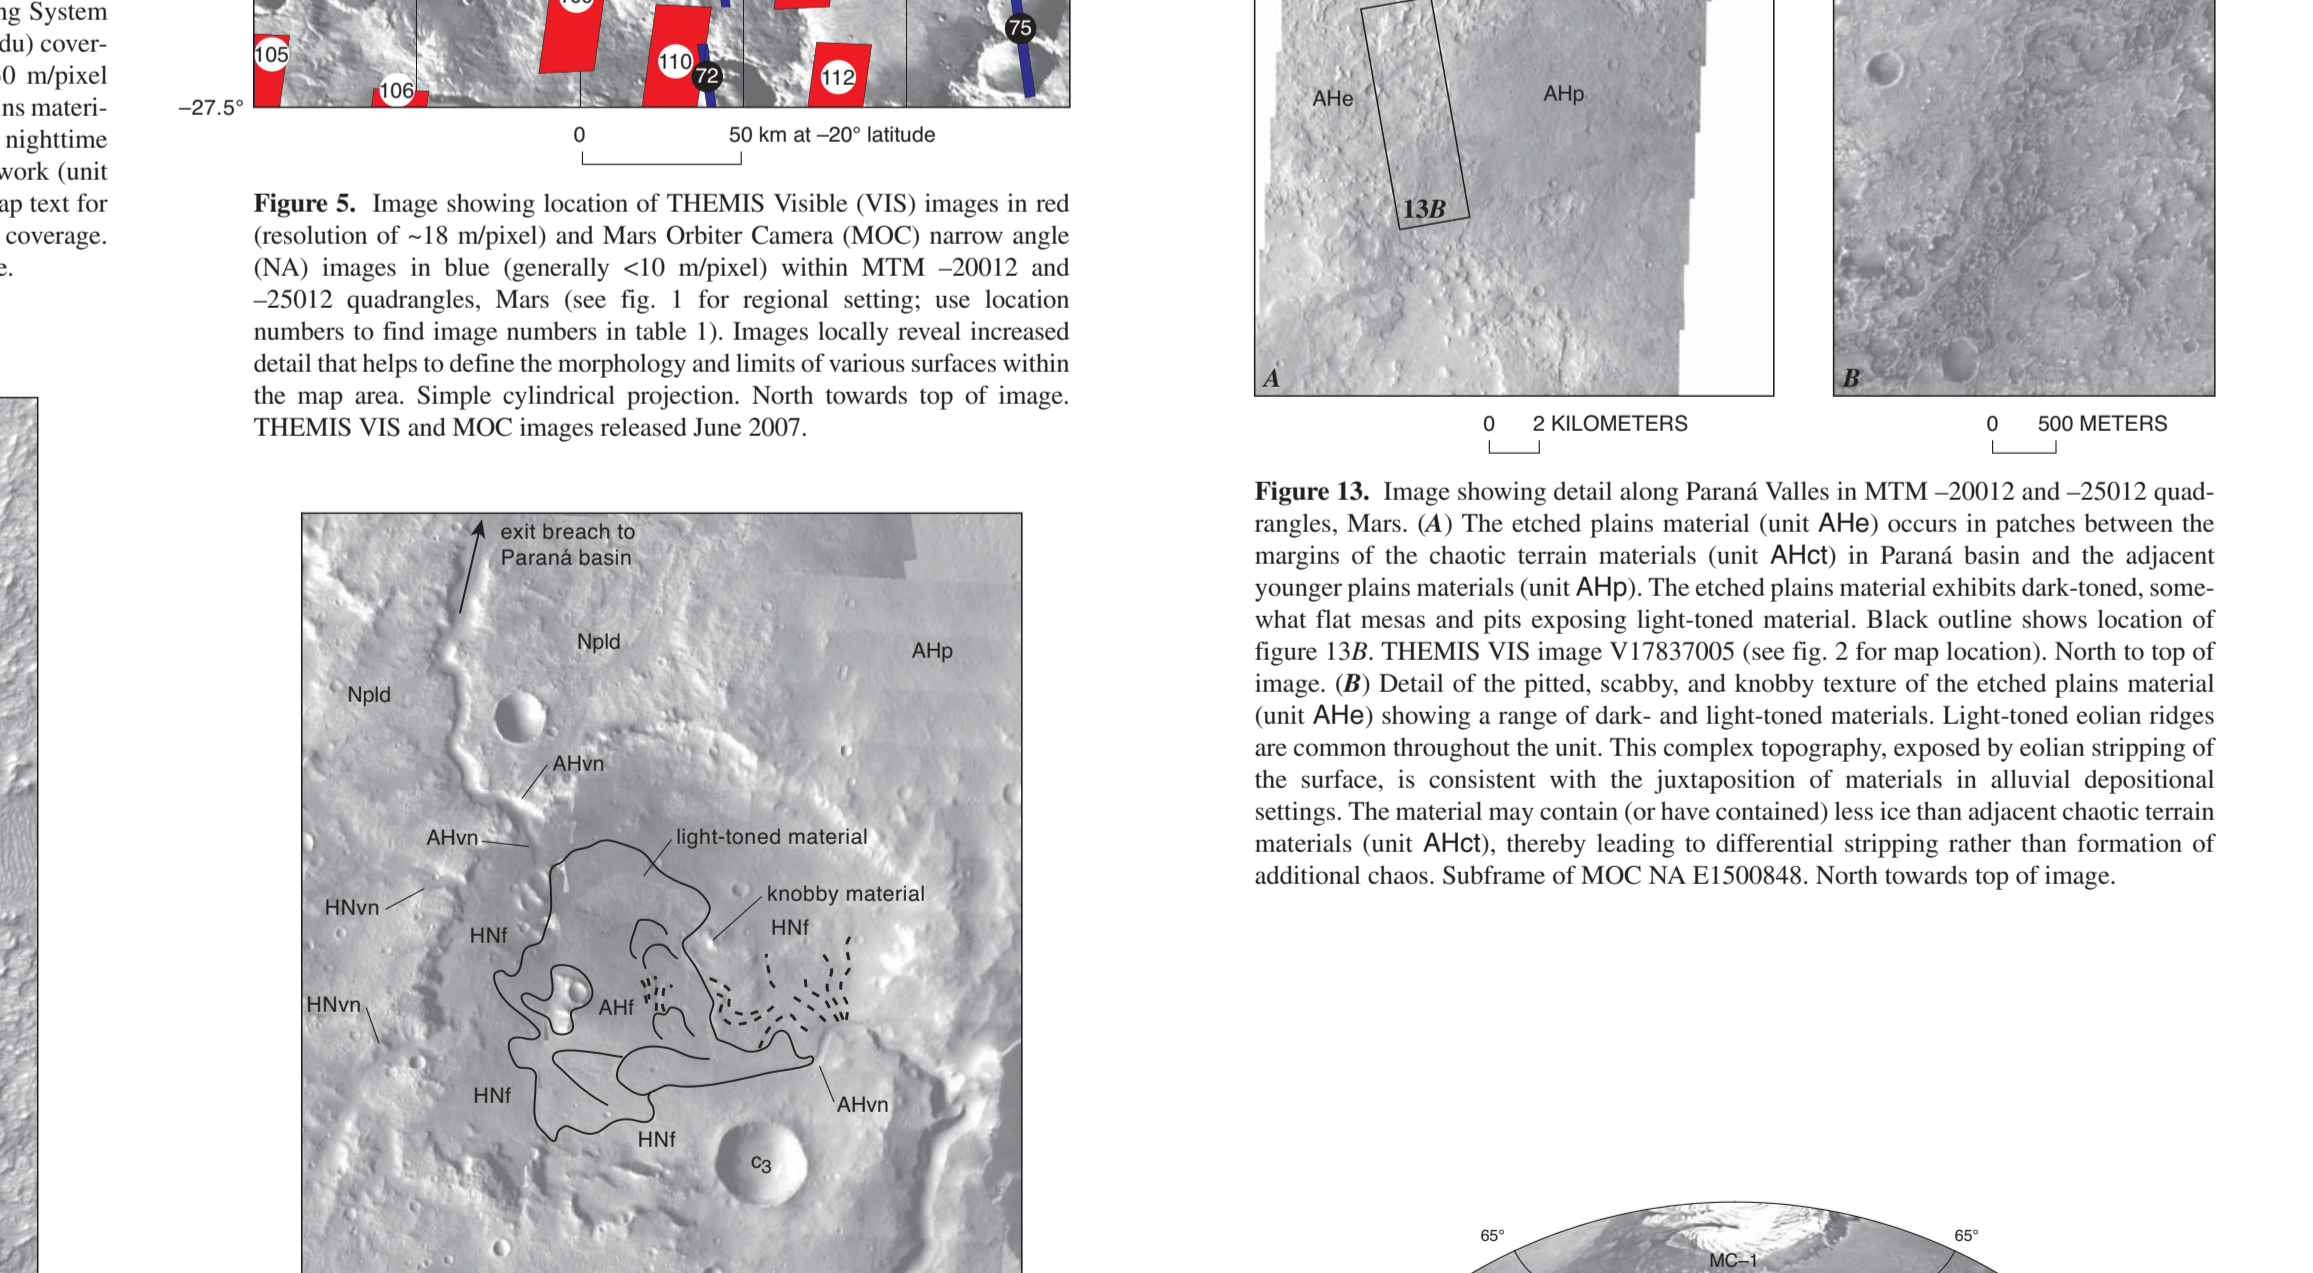 ng System
du) cover-
0 m/pixel
ns materi-
nighttime
work (unit
ap text for
coverage.
e.
105
106
110
72
112
75
–27.5°
0 50 km at –20° latitude
Figure 5. Image showing location of THEMIS Visible (VIS) images in red
(resolution of ~18 m/pixel) and Mars Orbiter Camera (MOC) narrow angle
(NA) images in blue (generally <10 m/pixel) within MTM –20012 and
–25012 quadrangles, Mars (see fig. 1 for regional setting; use location
numbers to find image numbers in table 1). Images locally reveal increased
detail that helps to define the morphology and limits of various surfaces within
the map area. Simple cylindrical projection. North towards top of image.
THEMIS VIS and MOC images released June 2007.
exit breach to
Paraná basin
Npld
AHp
Npld
AHvn
AHvn
light-toned material
knobby material
HNvn
HNf
HNf
HNvn
AHf
HNf
AHvn
HNf
c3
AHe
AHp
13B
A
B
0 2 KILOMETERS
0 500 METERS
Figure 13. Image showing detail along Paraná Valles in MTM –20012 and –25012 quad-
rangles, Mars. (A) The etched plains material (unit AHe) occurs in patches between the
margins of the chaotic terrain materials (unit AHct) in Paraná basin and the adjacent
younger plains materials (unit AHp). The etched plains material exhibits dark-toned, some-
what flat mesas and pits exposing light-toned material. Black outline shows location of
figure 13B. THEMIS VIS image V17837005 (see fig. 2 for map location). North to top of
image. (B) Detail of the pitted, scabby, and knobby texture of the etched plains material
(unit AHe) showing a range of dark- and light-toned materials. Light-toned eolian ridges
are common throughout the unit. This complex topography, exposed by eolian stripping of
the surface, is consistent with the juxtaposition of materials in alluvial depositional
settings. The material may contain (or have contained) less ice than adjacent chaotic terrain
materials (unit AHct), thereby leading to differential stripping rather than formation of
additional chaos. Subframe of MOC NA E1500848. North towards top of image.
65°
65°
MC–1